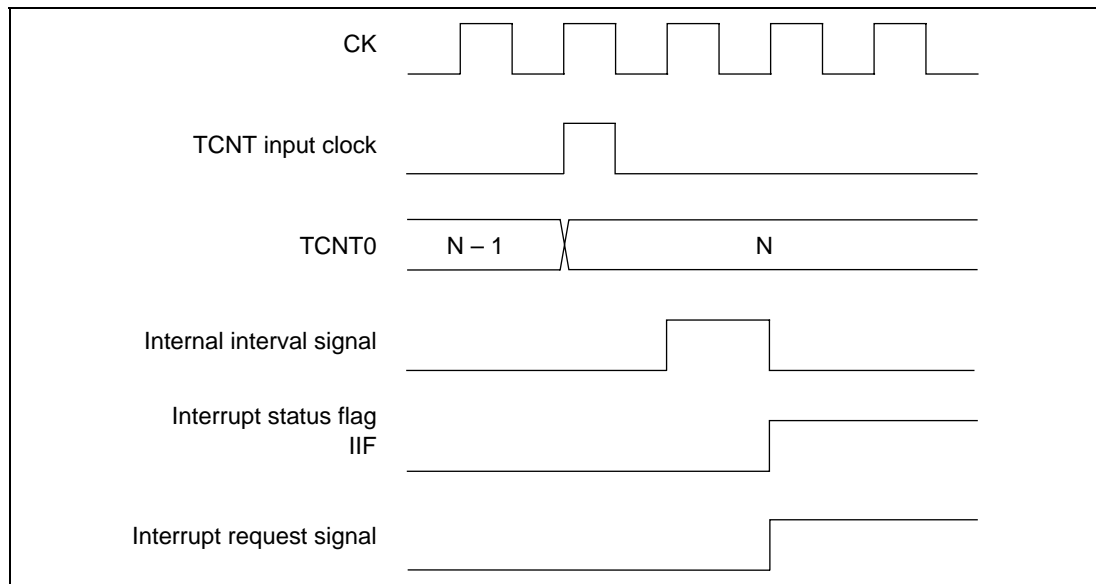 CK
TCNT input clock
TCNT0
N – 1
N
Internal interval signal
Interrupt status flag
IIF
Interrupt request signal